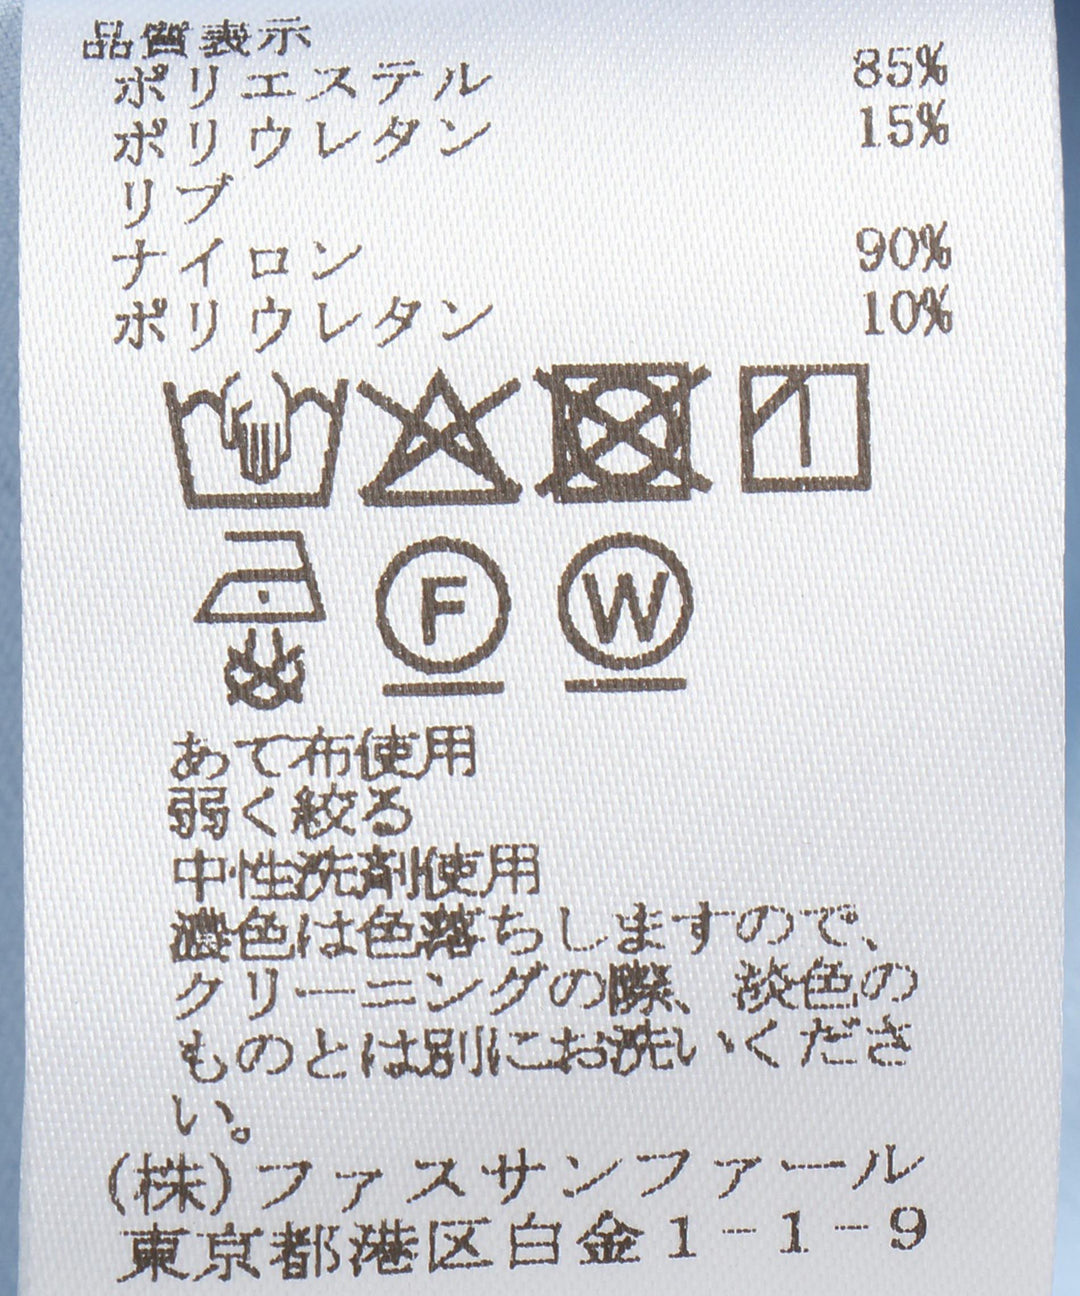 品質表示
ポリエステル 85%
ポリウレタン 15%
リブ
ナイロン 90%
ポリウレタン 10%
F W
あて布使用
弱く絞る
中性洗剤使用
濃色は色落ちしますので、
クリーニングの際、淡色の
ものとは別にお洗いくださ
い。
(株)ファスサンファール
東京都港区白金1-1-9